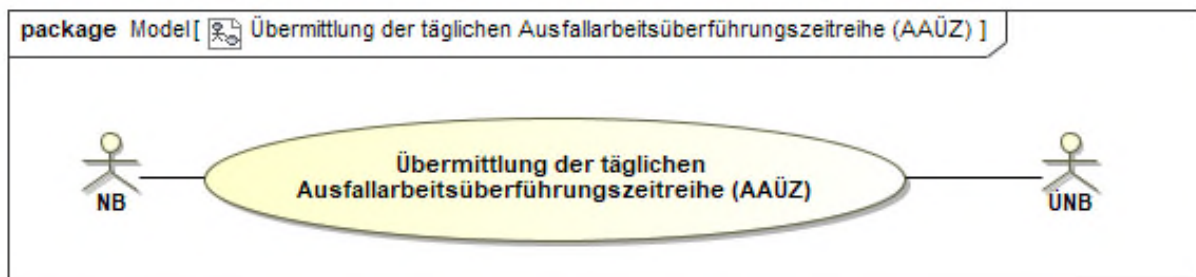 package Model[ Übermittlung der täglichen Ausfallarbeitsüberführungszeitreihe (AAÜZ) ]
Übermittlung der täglichen
Ausfallarbeitsüberführungszeitreihe (AAÜZ)
NB
ÜNB